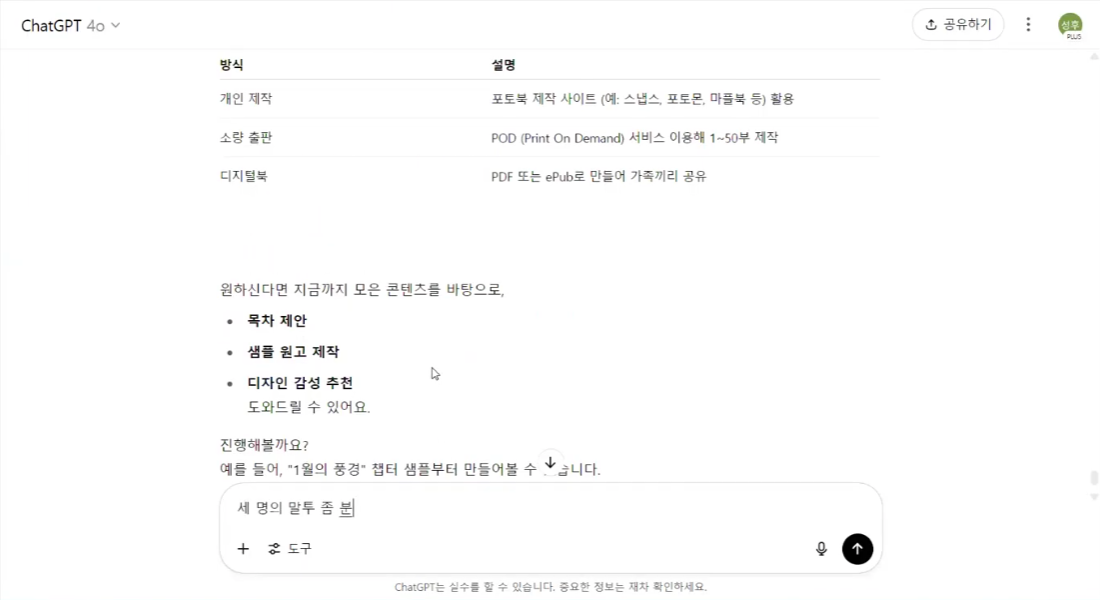 ChatGPT 4o
공유하기
성후
PLUS
방식 설명
개인 제작 포토북 제작 사이트 (예: 스냅스, 포토몬, 마플북 등) 활용
소량 출판 POD (Print On Demand) 서비스 이용해 1~50부 제작
디지털북 PDF 또는 ePub로 만들어 가족끼리 공유
원하신다면 지금까지 모은 콘텐츠를 바탕으로,
• 목차 제안
• 샘플 원고 제작
• 디자인 감성 추천
도와드릴 수 있어요.
진행해볼까요?
예를 들어, "1월의 풍경" 챕터 샘플부터 만들어볼 수 습니다.
세 명의 말투 좀 분
도구
ChatGPT는 실수를 할 수 있습니다. 중요한 정보는 재차 확인하세요.